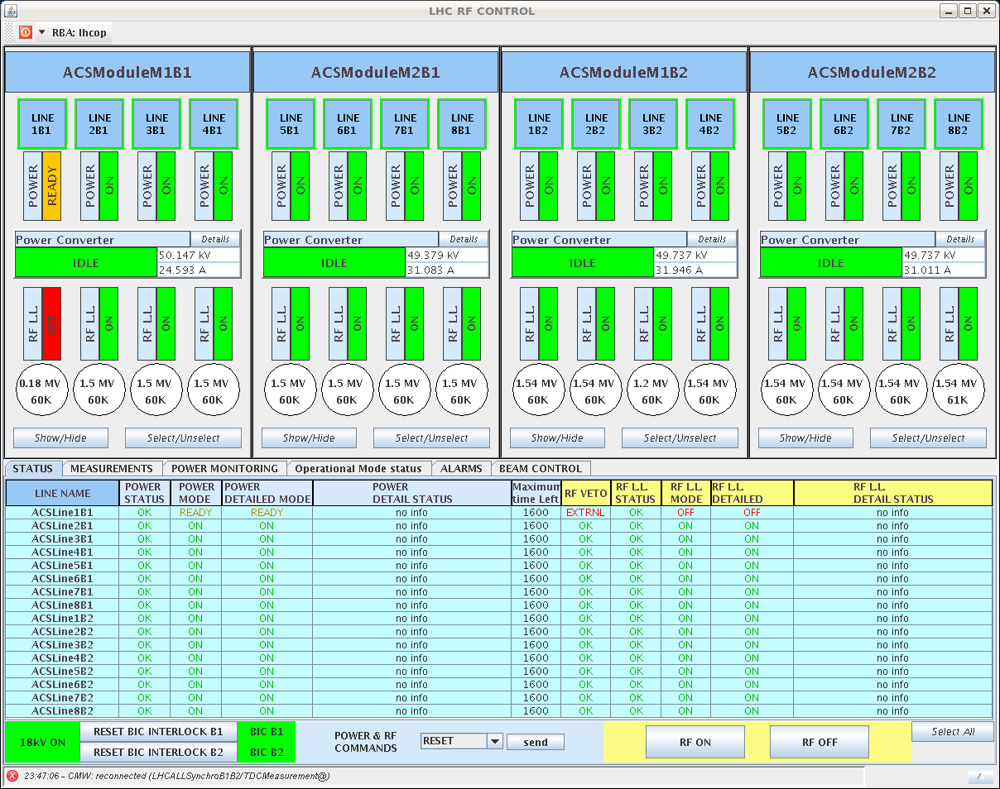 LHC RF CONTROL
RBA: lhcop
ACSModuleM1B1 ACSModuleM2B1 ACSModuleM1B2 ACSModuleM2B2
LINE LINE LINE LINE LINE LINE LINE LINE LINE LINE LINE LINE LINE LINE LINE LINE
1B1 2B1 3B1 4B1 5B1 6B1 7B1 8B1 1B2 2B2 3B2 4B2 5B2 6B2 7B2 8B2
POWER READY POWER ON POWER ON POWER ON POWER ON POWER ON POWER ON POWER ON POWER ON POWER ON POWER ON POWER ON POWER ON POWER ON POWER ON POWER ON
Power Converter Details Power Converter Details Power Converter Details Power Converter Details
IDLE 50.147 kV IDLE 49.379 kV IDLE 49.737 kV IDLE 49.737 kV
24.593 A 31.083 A 31.946 A 31.011 A
RF L.L. OFF RF L.L. ON RF L.L. ON RF L.L. ON RF L.L. ON RF L.L. ON RF L.L. ON RF L.L. ON RF L.L. ON RF L.L. ON RF L.L. ON RF L.L. ON RF L.L. ON RF L.L. ON RF L.L. ON RF L.L. ON
0.18 MV 1.5 MV 1.5 MV 1.5 MV 1.5 MV 1.5 MV 1.5 MV 1.5 MV 1.54 MV 1.54 MV 1.2 MV 1.54 MV 1.54 MV 1.54 MV 1.54 MV 1.54 MV
60K 60K 60K 60K 60K 60K 60K 60K 60K 60K 60K 60K 60K 60K 60K 61K
Show/Hide Select/Unselect Show/Hide Select/Unselect Show/Hide Select/Unselect Show/Hide Select/Unselect
STATUS MEASUREMENTS POWER MONITORING Operational Mode status ALARMS BEAM CONTROL
LINE NAME POWER STATUS POWER MODE POWER DETAILED MODE POWER DETAIL STATUS Maximum time Left RF VETO RF L.L. STATUS RF L.L. MODE RF L.L. DETAILED RF L.L. DETAIL STATUS
ACSLine1B1 OK READY READY no info 1600 EXTRNL OK OFF OFF no info
ACSLine2B1 OK ON ON no info 1600 OK OK ON ON no info
ACSLine3B1 OK ON ON no info 1600 OK OK ON ON no info
ACSLine4B1 OK ON ON no info 1600 OK OK ON ON no info
ACSLine5B1 OK ON ON no info 1600 OK OK ON ON no info
ACSLine6B1 OK ON ON no info 1600 OK OK ON ON no info
ACSLine7B1 OK ON ON no info 1600 OK OK ON ON no info
ACSLine8B1 OK ON ON no info 1600 OK OK ON ON no info
ACSLine1B2 OK ON ON no info 1600 OK OK ON ON no info
ACSLine2B2 OK ON ON no info 1600 OK OK ON ON no info
ACSLine3B2 OK ON ON no info 1600 OK OK ON ON no info
ACSLine4B2 OK ON ON no info 1600 OK OK ON ON no info
ACSLine5B2 OK ON ON no info 1600 OK OK ON ON no info
ACSLine6B2 OK ON ON no info 1600 OK OK ON ON no info
ACSLine7B2 OK ON ON no info 1600 OK OK ON ON no info
ACSLine8B2 OK ON ON no info 1600 OK OK ON ON no info
18kV ON
RESET BIC INTERLOCK B1 BIC B1
RESET BIC INTERLOCK B2 BIC B2
POWER & RF
COMMANDS
RESET send RF ON RF OFF Select All
23:47:06 - CMW: reconnected (LHCALLSynchroB1B2/TDCMeasurement@)